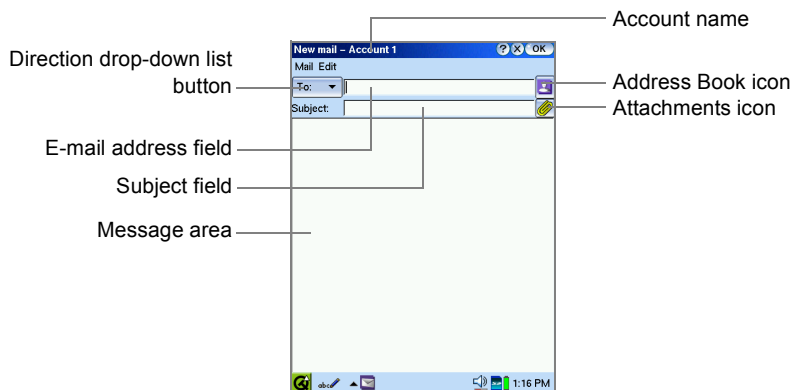 Account name
New mail – Account 1 ? X OK
Direction drop-down list
button
Mail Edit
To:
Address Book icon
Subject:
Attachments icon
E-mail address field
Subject field
Message area
abc
1:16 PM